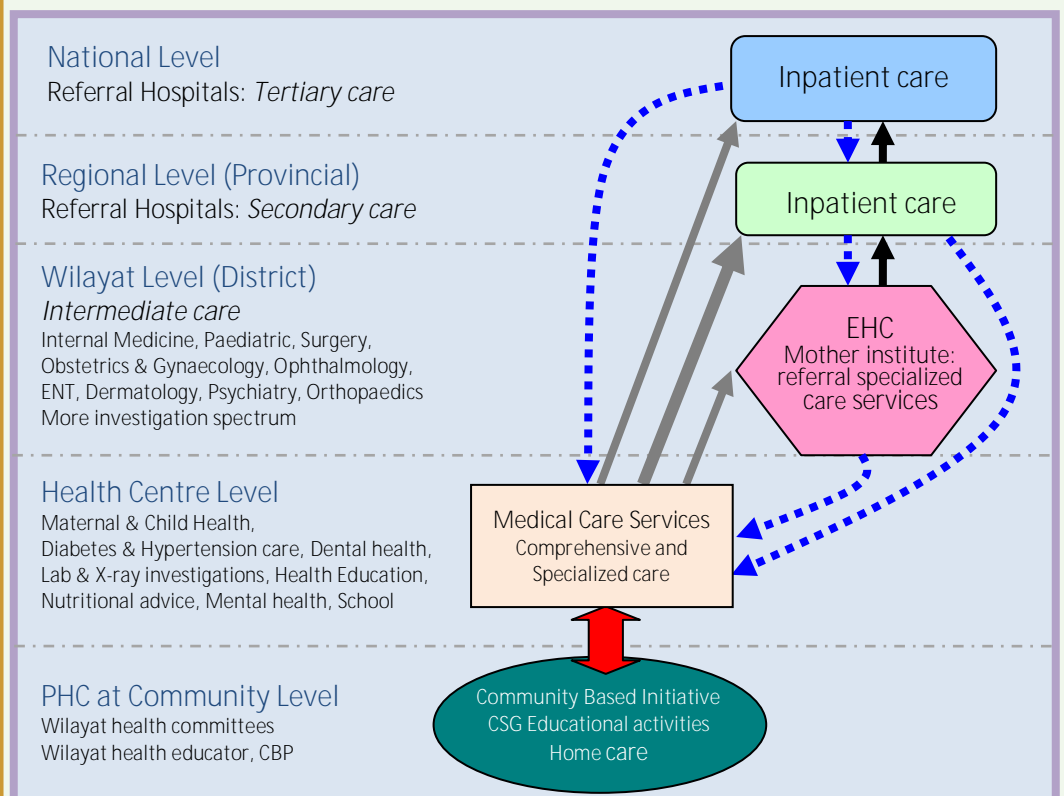 National Level
Referral Hospitals: Tertiary care
Inpatient care
Regional Level (Provincial)
Referral Hospitals: Secondary care
Inpatient care
Wilayat Level (District)
Intermediate care
Internal Medicine, Paediatric, Surgery,
Obstetrics & Gynaecology, Ophthalmology,
ENT, Dermatology, Psychiatry, Orthopaedics
More investigation spectrum
EHC
Mother institute:
referral specialized
care services
Health Centre Level
Maternal & Child Health,
Diabetes & Hypertension care, Dental health,
Lab & X-ray investigations, Health Education,
Nutritional advice, Mental health, School
Medical Care Services
Comprehensive and
Specialized care
PHC at Community Level
Wilayat health committees
Wilayat health educator, CBP
Community Based Initiative
CSG Educational activities
Home care